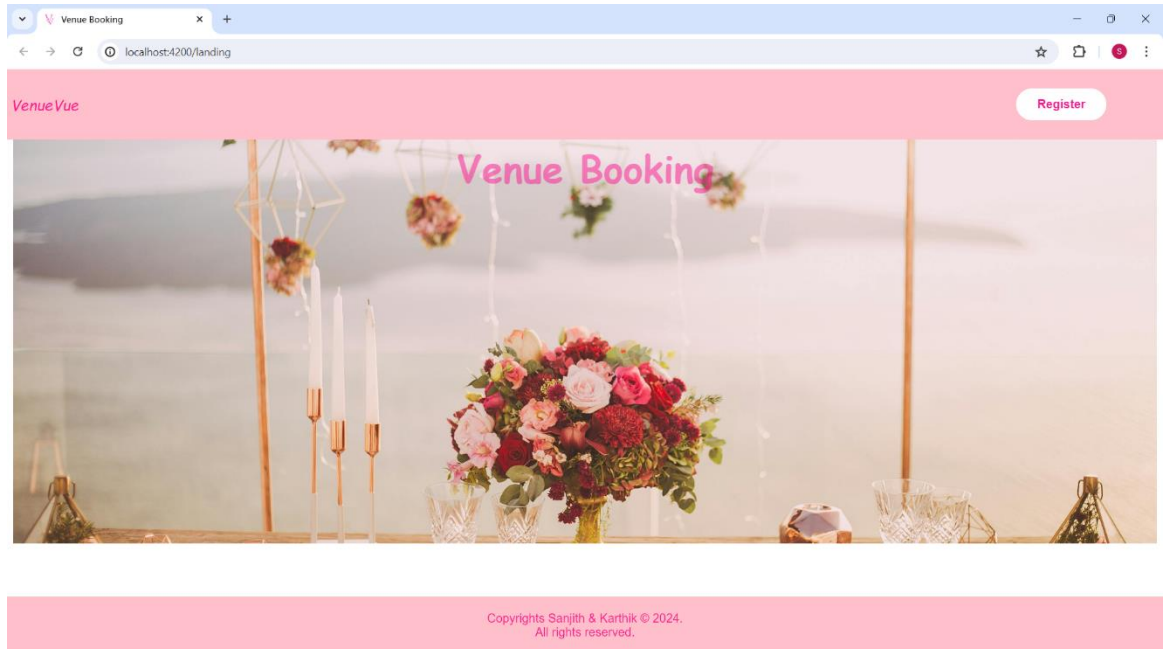 Venue Booking
localhost:4200/landing
S
VenueVue
Register
Venue Booking
Copyrights Sanjith & Karthik © 2024.
All rights reserved.